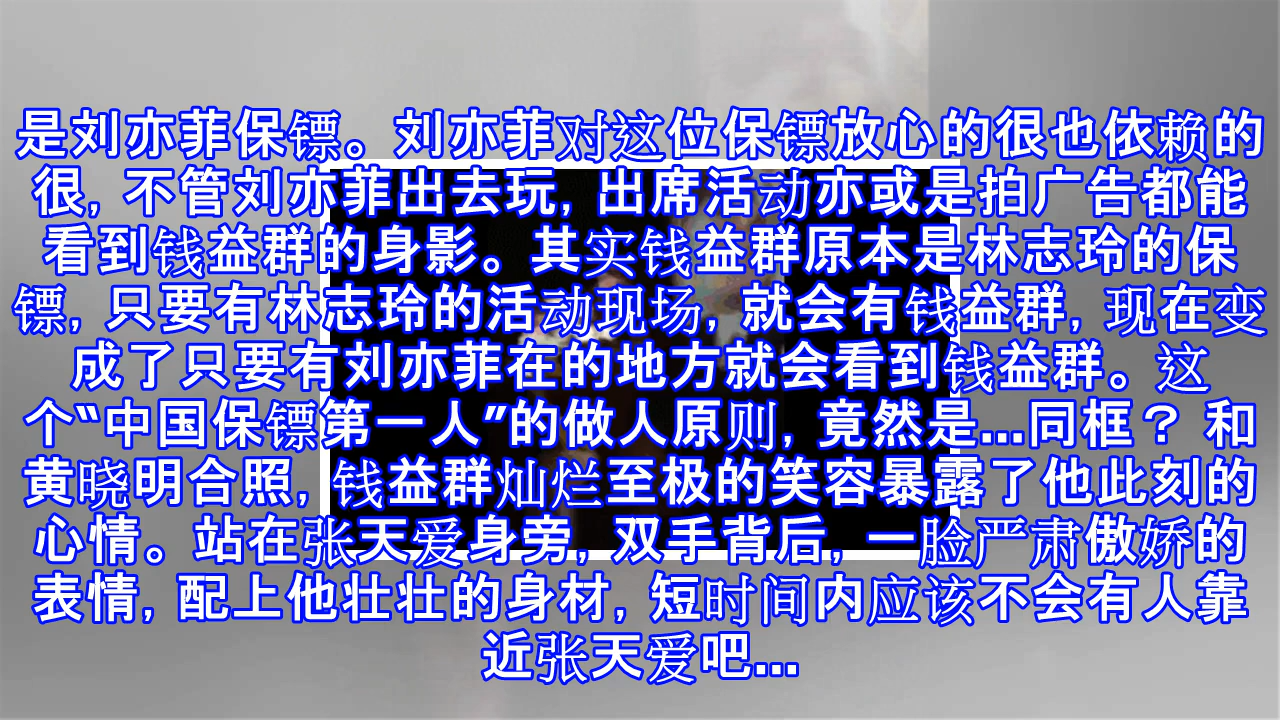 是刘亦菲保镖。刘亦菲对这位保镖放心的很也依赖的
很, 不管刘亦菲出去玩, 出席活动亦或是拍广告都能
看到钱益群的身影。其实钱益群原本是林志玲的保
镖, 只要有林志玲的活动现场, 就会有钱益群, 现在变
成了只要有刘亦菲在的地方就会看到钱益群。这
个“中国保镖第一人”的做人原则, 竟然是...同框？ 和
黄晓明合照, 钱益群灿烂至极的笑容暴露了他此刻的
心情。站在张天爱身旁, 双手背后, 一脸严肃傲娇的
表情, 配上他壮壮的身材, 短时间内应该不会有人靠
近张天爱吧...